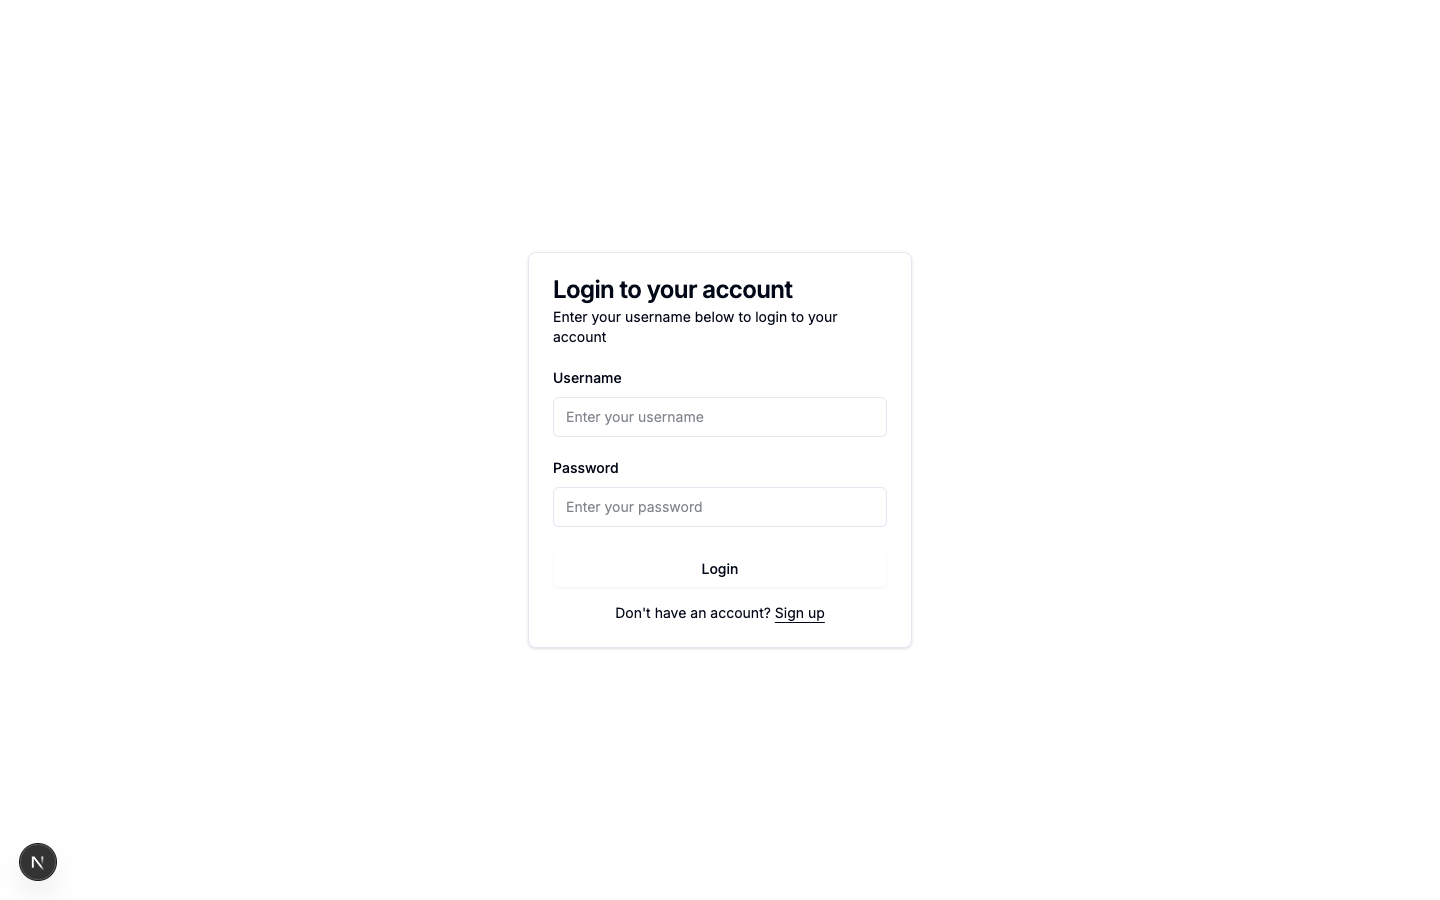 Login to your account
Enter your username below to login to your
account
Username
Enter your username
Password
Enter your password
Login
Don't have an account? Sign up
N